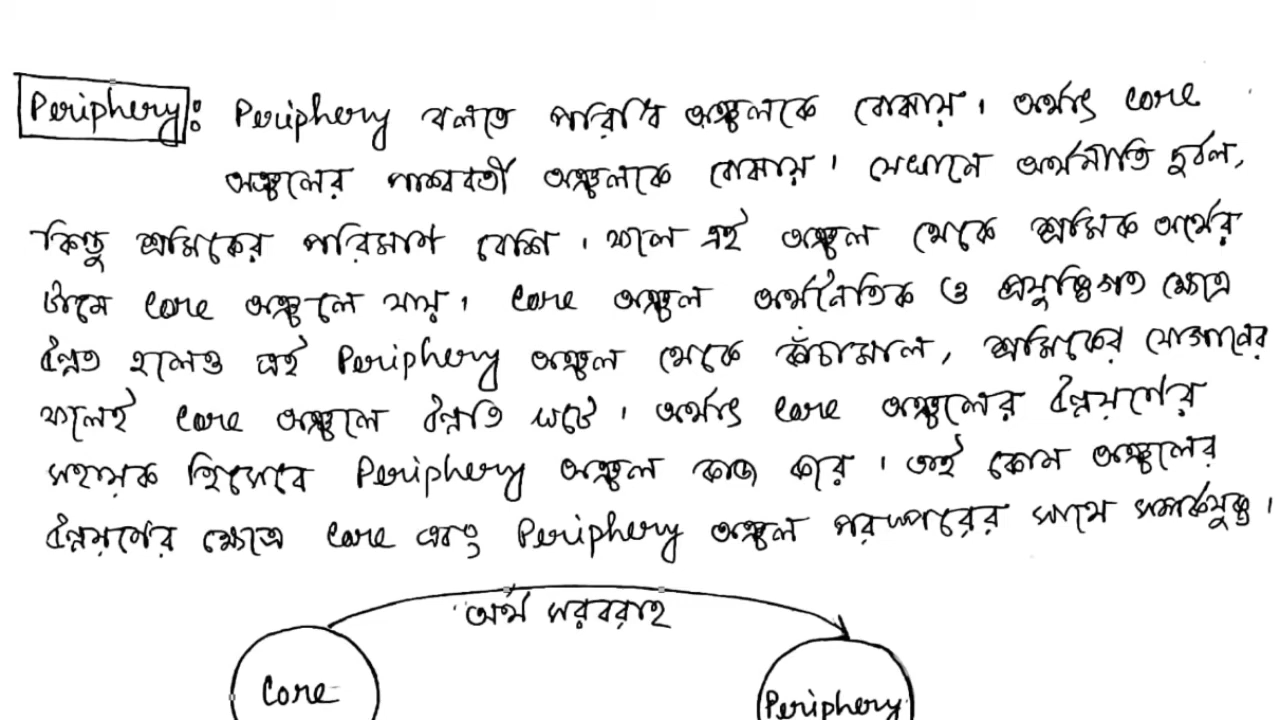 Periphery : Periphery বলতে পরিধি অঞ্চলকে বোঝায়। অর্থাৎ core
অঞ্চলের পার্শ্ববর্তী অঞ্চলকে বোঝায়। সেখানে অর্থনীতি দুর্বল,
কিন্তু শ্রমিকের পরিমাণ বেশি। ফলে এই অঞ্চল থেকে শ্রমিক অর্থের
টানে core অঞ্চলে যায়। core অঞ্চল অর্থনৈতিক ও প্রযুক্তিগত ক্ষেত্রে
উন্নত হলেও এই Periphery অঞ্চল থেকে কাঁচামাল, শ্রমিকের যোগানের
ফলেই core অঞ্চলে উন্নতি ঘটে। অর্থাৎ core অঞ্চলের উন্নয়ণের
সহায়ক হিসেবে Periphery অঞ্চল কাজ করে। তাই কোন অঞ্চলের
উন্নয়ণের ক্ষেত্রে core এবং Periphery অঞ্চল পরস্পরের সাথে সম্পর্কযুক্ত।
অর্থ সরবরাহ
Core
Periphery